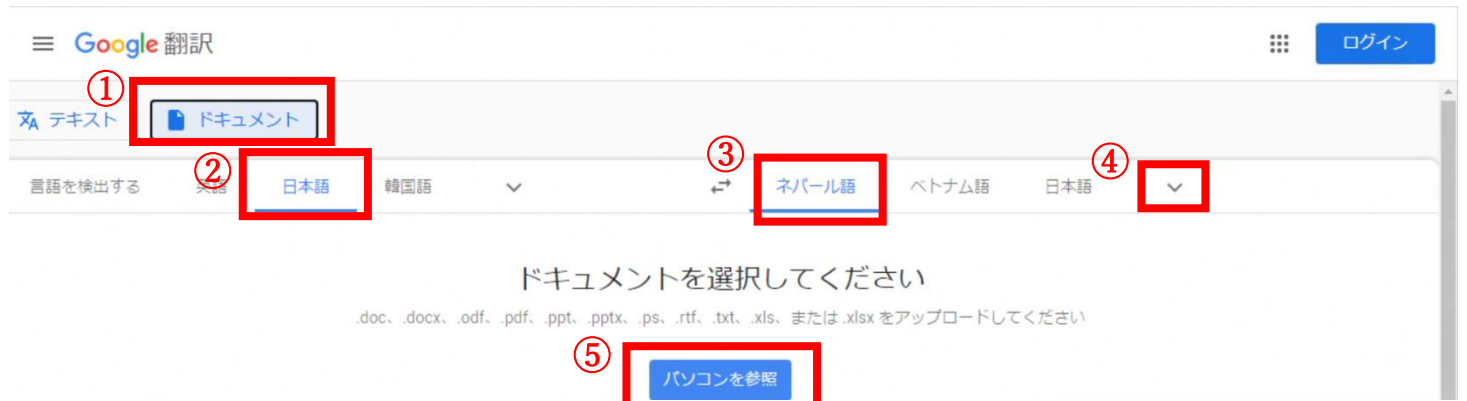 Google 翻訳 ログイン
①
テキスト ドキュメント
② ③ ④
言語を検出する 英語 日本語 韓国語 ネパール語 ベトナム語 日本語
ドキュメントを選択してください
.doc、.docx、.odf、.pdf、.ppt、.pptx、.ps、.rtf、.txt、.xls、または .xlsx をアップロードしてください
⑤
パソコンを参照